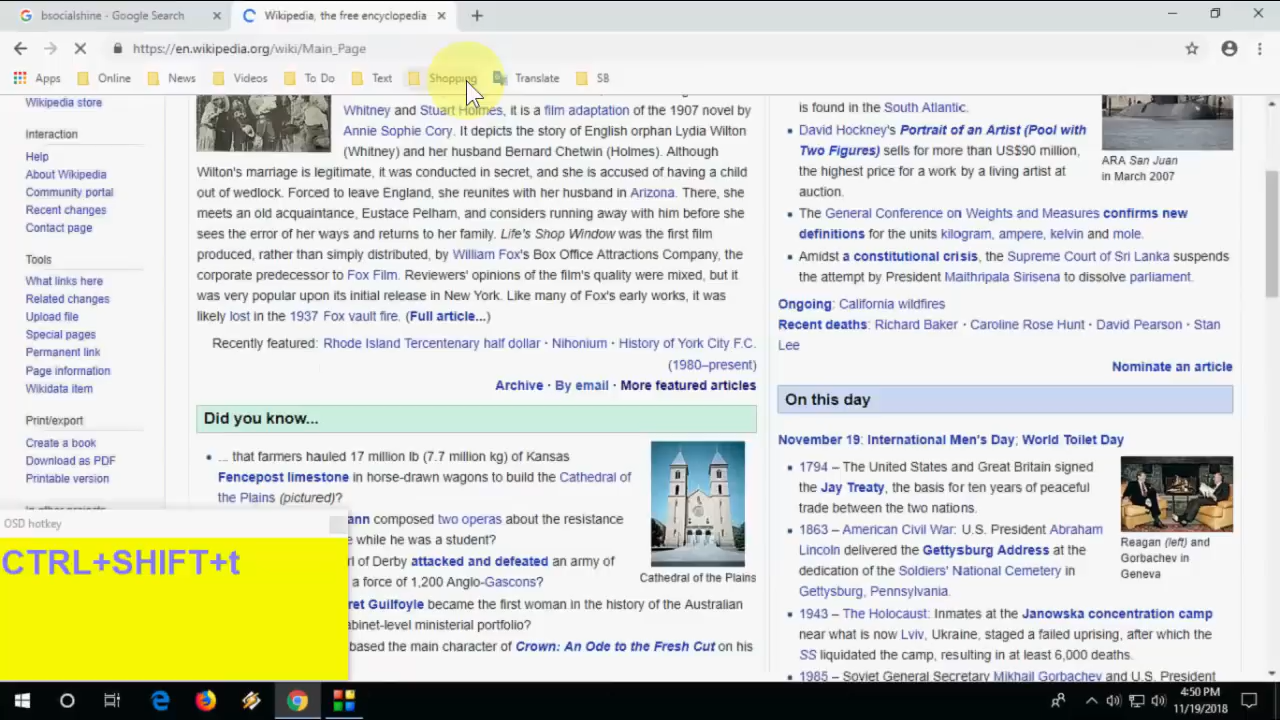 bsocialshine - Google Search
Wikipedia, the free encyclopedia
https://en.wikipedia.org/wiki/Main_Page
Apps Online News Videos To Do Text Shopping Translate SB
Wikipedia store
Interaction
Help
About Wikipedia
Community portal
Recent changes
Contact page
Tools
What links here
Related changes
Upload file
Special pages
Permanent link
Page information
Wikidata item
Print/export
Create a book
Download as PDF
Printable version
Whitney and Stuart Holmes, it is a film adaptation of the 1907 novel by
Annie Sophie Cory. It depicts the story of English orphan Lydia Wilton
(Whitney) and her husband Bernard Chetwin (Holmes). Although
Wilton's marriage is legitimate, it was conducted in secret, and she is accused of having a child
out of wedlock. Forced to leave England, she reunites with her husband in Arizona. There, she
meets an old acquaintance, Eustace Pelham, and considers running away with him before she
sees the error of her ways and returns to her family. Life's Shop Window was the first film
produced, rather than simply distributed, by William Fox's Box Office Attractions Company, the
corporate predecessor to Fox Film. Reviewers' opinions of the film's quality were mixed, but it
was very popular upon its initial release in New York. Like many of Fox's early works, it was
likely lost in the 1937 Fox vault fire. (Full article...)
Recently featured: Rhode Island Tercentenary half dollar · Nihonium · History of York City F.C.
(1980–present)
Archive · By email · More featured articles
Did you know...
... that farmers hauled 17 million lb (7.7 million kg) of Kansas
Fencepost limestone in horse-drawn wagons to build the Cathedral of
the Plains (pictured)?
ann composed two operas about the resistance
while he was a student?
rl of Derby attacked and defeated an army of
a force of 1,200 Anglo-Gascons?
ret Guilfoyle became the first woman in the history of the Australian
abinet-level ministerial portfolio?
based the main character of Crown: An Ode to the Fresh Cut on his
Cathedral of the Plains
is found in the South Atlantic.
David Hockney's Portrait of an Artist (Pool with
Two Figures) sells for more than US$90 million,
the highest price for a work by a living artist at
auction.
ARA San Juan
in March 2007
The General Conference on Weights and Measures confirms new
definitions for the units kilogram, ampere, kelvin and mole.
Amidst a constitutional crisis, the Supreme Court of Sri Lanka suspends
the attempt by President Maithripala Sirisena to dissolve parliament.
Ongoing: California wildfires
Recent deaths: Richard Baker · Caroline Rose Hunt · David Pearson · Stan
Lee
Nominate an article
On this day
November 19: International Men's Day; World Toilet Day
1794 – The United States and Great Britain signed
the Jay Treaty, the basis for ten years of peaceful
trade between the two nations.
1863 – American Civil War: U.S. President Abraham
Lincoln delivered the Gettysburg Address at the
dedication of the Soldiers' National Cemetery in
Gettysburg, Pennsylvania.
Reagan (left) and
Gorbachev in
Geneva
1943 – The Holocaust: Inmates at the Janowska concentration camp
near what is now Lviv, Ukraine, staged a failed uprising, after which the
SS liquidated the camp, resulting in at least 6,000 deaths.
1985 – Soviet General Secretary Mikhail Gorbachev and U.S. President
OSD hotkey
CTRL+SHIFT+t
4:50 PM
11/19/2018